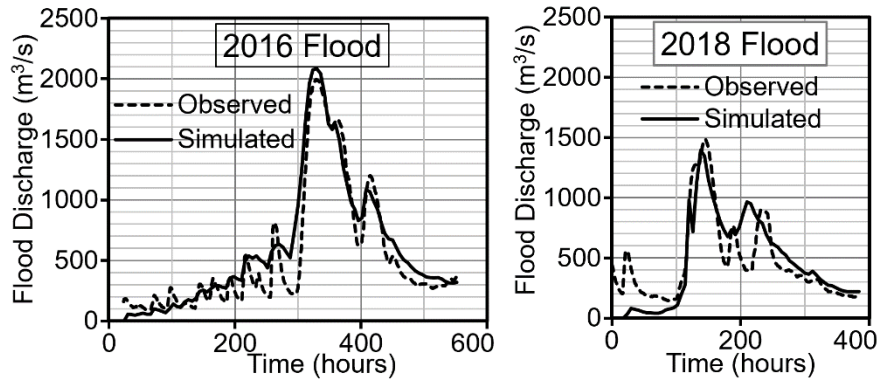 2016 Flood
Flood Discharge (m³/s)
2500
2000
1500
1000
500
0
Observed
Simulated
0 200 400 600
Time (hours)
2018 Flood
Flood Discharge (m³/s)
2500
2000
1500
1000
500
0
Observed
Simulated
0 200 400
Time (hours)